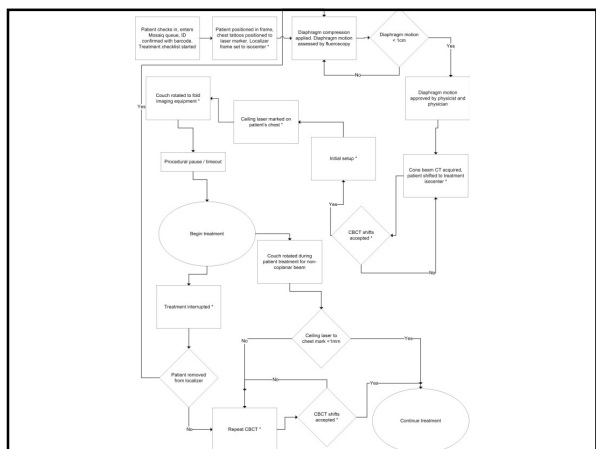 Patient checks in, enters
Mosaiq queue, ID
confirmed with barcode.
Treatment checklist started
Patient positioned in frame,
chest tattoos positioned to
laser marker. Localizer
frame set to isocenter *
Diaphragm compression
applied. Diaphragm motion
assessed by fluoroscopy
Diaphragm motion
< 1cm
Yes
No
Diaphragm motion
approved by physicist and
physician
Cone beam CT acquired,
patient shifted to treatment
isocenter *
CBCT shifts
accepted *
No
Yes
Initial setup *
Ceiling laser marked on
patient's chest *
Couch rotated to fold
imaging equipment *
Yes
Procedural pause / timeout
Begin treatment
Couch rotated during
patient treatment for non-
coplanar beam
Treatment interrupted *
Ceiling laser to
chest mark <1mm
No
Yes
Patient removed
from localizer
No
Repeat CBCT *
CBCT shifts
accepted *
Yes
Continue treatment